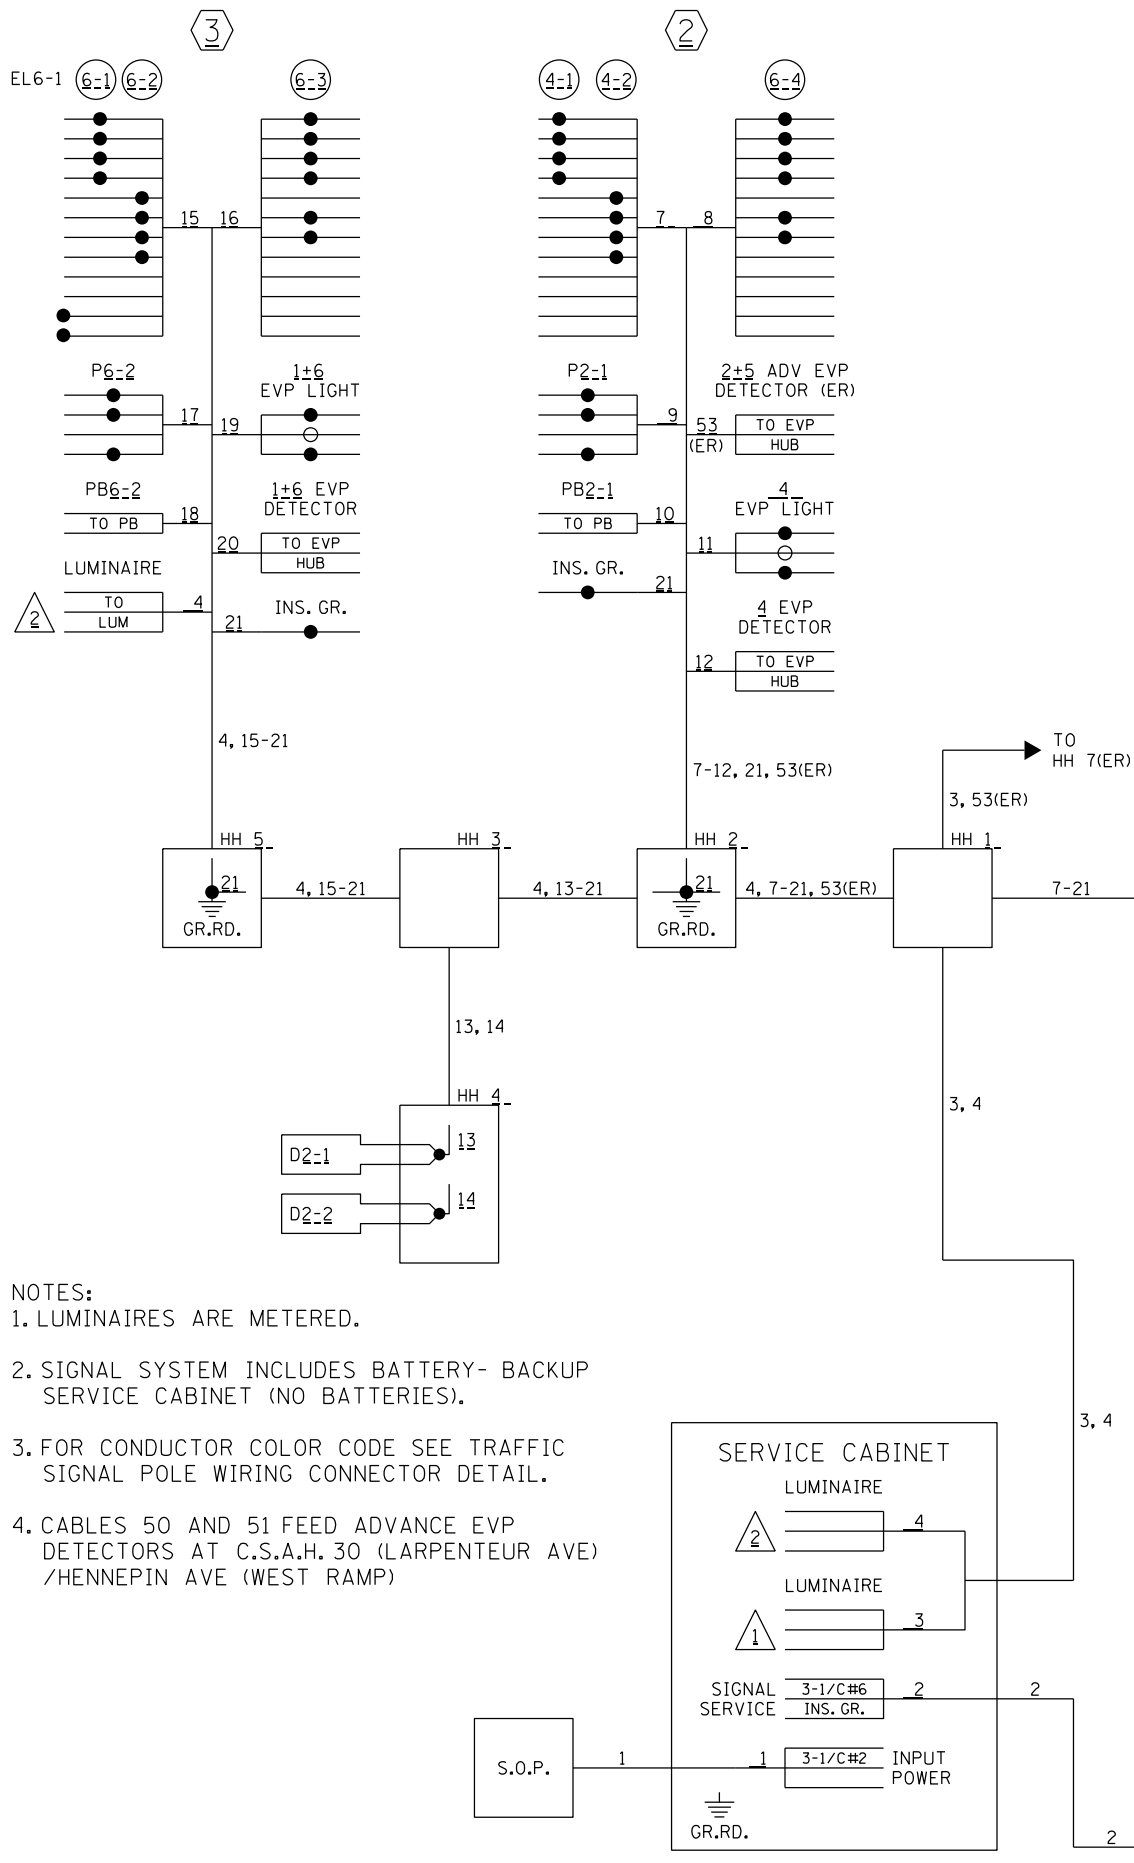 3
2
EL6-1 6-1 6-2 6-3
4-1 4-2 6-4
15 16
7 8
P6-2
17
1+6
EVP LIGHT
19
PB6-2
TO PB 18
1+6 EVP
DETECTOR
20 TO EVP
HUB
LUMINAIRE
2 TO
LUM 4
INS. GR.
21
4, 15-21
P2-1
9
2+5 ADV EVP
DETECTOR (ER)
53
(ER)
TO EVP
HUB
PB2-1
TO PB 10
4
EVP LIGHT
11
INS. GR.
21
4 EVP
DETECTOR
12 TO EVP
HUB
7-12, 21, 53(ER)
TO
HH 7(ER)
3, 53(ER)
HH 5
21
GR.RD.
4, 15-21
HH 3
4, 13-21
HH 2
21
GR.RD.
4, 7-21, 53(ER)
HH 1
7-21
13, 14
3, 4
HH 4
D2-1 13
D2-2 14
NOTES:
1. LUMINAIRES ARE METERED.
2. SIGNAL SYSTEM INCLUDES BATTERY- BACKUP
SERVICE CABINET (NO BATTERIES).
3. FOR CONDUCTOR COLOR CODE SEE TRAFFIC
SIGNAL POLE WIRING CONNECTOR DETAIL.
4. CABLES 50 AND 51 FEED ADVANCE EVP
DETECTORS AT C.S.A.H. 30 (LARPENTEUR AVE)
/HENNEPIN AVE (WEST RAMP)
3, 4
SERVICE CABINET
LUMINAIRE
2 4
LUMINAIRE
1 3
SIGNAL
SERVICE
3-1/C#6
INS. GR.
2 2
S.O.P. 1 1 3-1/C#2
INPUT
POWER
GR.RD.
2